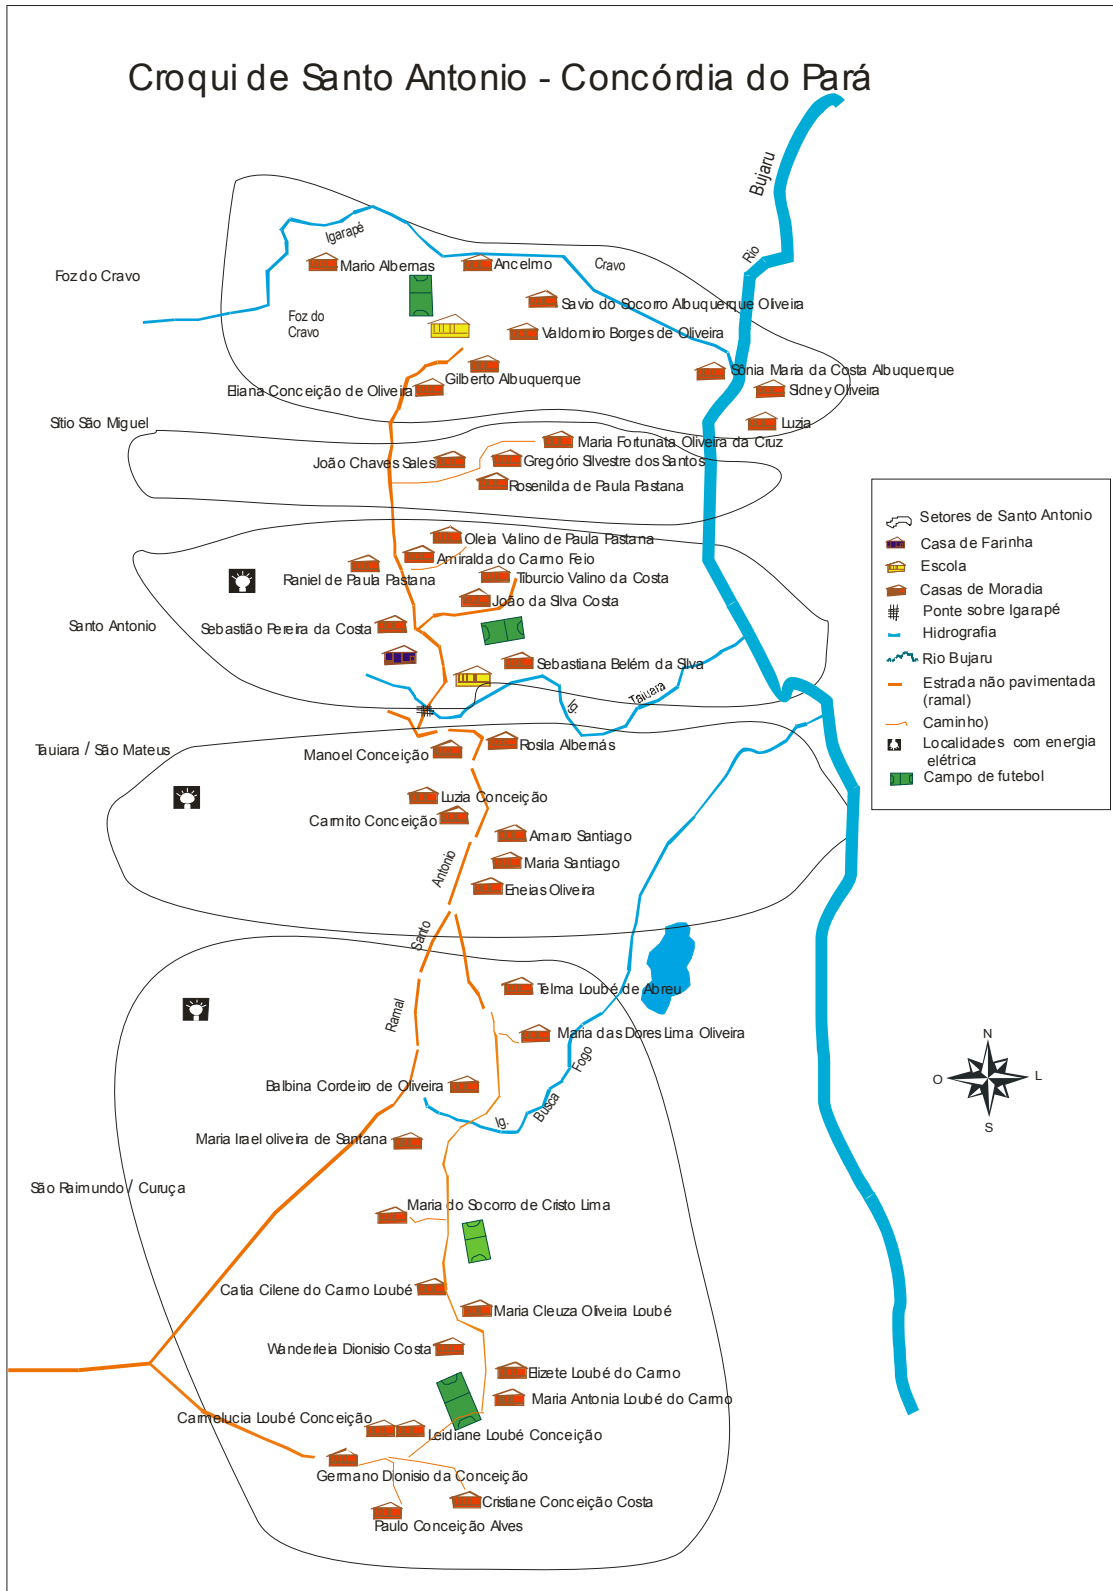 Croqui de Santo Antonio - Concórdia do Pará
Bujaru
Rio
Igarapé
Cravo
Foz do Cravo
Mario Albernas
Ancelmo
Savio do Socorro Albuquerque Oliveira
Foz do
Cravo
Valdomiro Borges de Oliveira
Gilberto Albuquerque
Sônia Maria da Costa Albuquerque
Eliana Conceição de Oliveira
Sidney Oliveira
Sítio São Miguel
Luzia
Maria Fortunata Oliveira da Cruz
João Chaves Sales
Gregório Silvestre dos Santos
Rosenilda de Paula Pastana
Setores de Santo Antonio
Casa de Farinha
Escola
Casas de Moradia
Ponte sobre Igarapé
Hidrografia
Rio Bujaru
Estrada não pavimentada
(ramal)
Caminho)
Localidades com energia
elétrica
Campo de futebol
Oleia Valino de Paula Pastana
Amiralda do Carmo Feio
Raniel de Paula Pastana
Tiburcio Valino da Costa
João da Silva Costa
Santo Antonio
Sebastião Pereira da Costa
Sebastiana Belém da Silva
Ig.
Taiuara
Tauiara / São Mateus
Manoel Conceição
Rosila Albernás
Luzia Conceição
Carmito Conceição
Amaro Santiago
Maria Santiago
Eneias Oliveira
Ramal
Santo
Antonio
Telma Loubé de Abreu
Maria das Dores Lima Oliveira
N
O
L
S
Balbina Cordeiro de Oliveira
Ig.
Busca
Fogo
Maria Irael oliveira de Santana
São Raimundo / Curuça
Maria do Socorro de Cristo Lima
Catia Cilene do Carmo Loubé
Maria Cleuza Oliveira Loubé
Wanderleia Dionisio Costa
Elizete Loubé do Carmo
Maria Antonia Loubé do Carmo
Carmelucia Loubé Conceição
Leidiane Loubé Conceição
Germano Dionisio da Conceição
Cristiane Conceição Costa
Paulo Conceição Alves